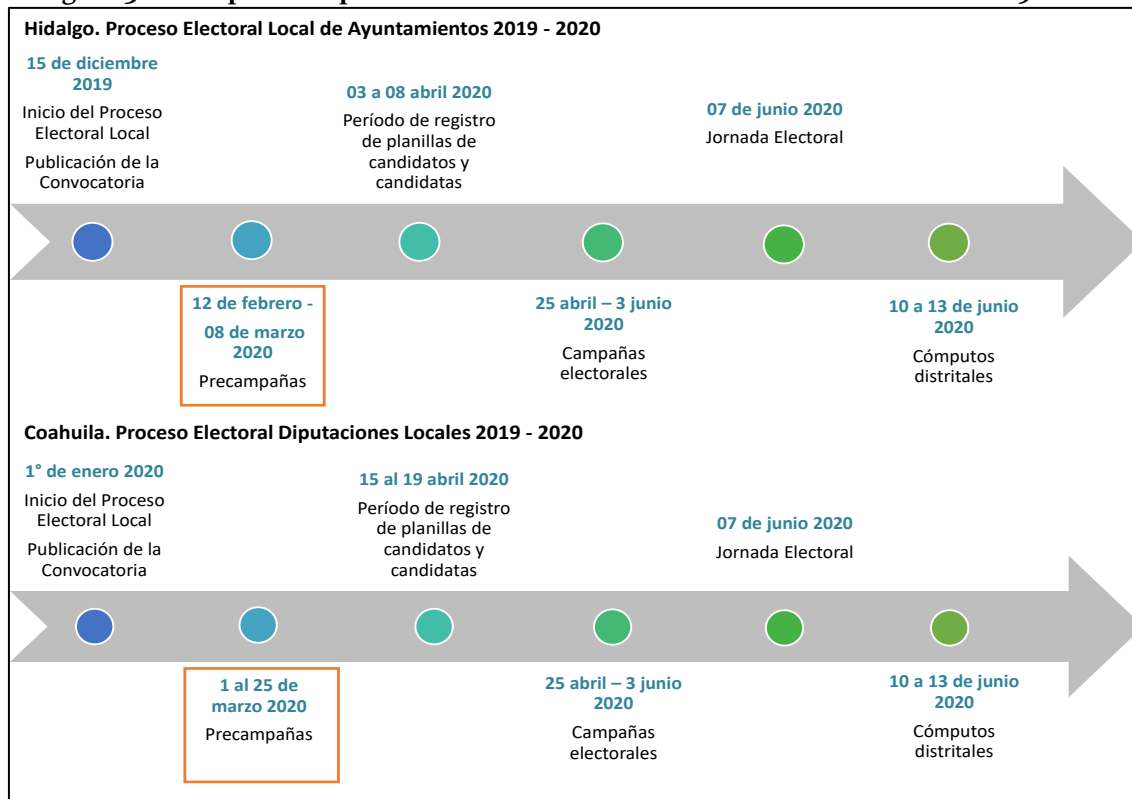 Hidalgo. Proceso Electoral Local de Ayuntamientos 2019 - 2020
15 de diciembre
2019
Inicio del Proceso
Electoral Local
Publicación de la
Convocatoria
03 a 08 abril 2020
Período de registro
de planillas de
candidatos y
candidatas
07 de junio 2020
Jornada Electoral
12 de febrero -
08 de marzo
2020
Precampañas
25 abril – 3 junio
2020
Campañas
electorales
10 a 13 de junio
2020
Cómputos
distritales
Coahuila. Proceso Electoral Diputaciones Locales 2019 - 2020
1° de enero 2020
Inicio del Proceso
Electoral Local
Publicación de la
Convocatoria
15 al 19 abril 2020
Período de registro
de planillas de
candidatos y
candidatas
07 de junio 2020
Jornada Electoral
1 al 25 de
marzo 2020
Precampañas
25 abril – 3 junio
2020
Campañas
electorales
10 a 13 de junio
2020
Cómputos
distritales